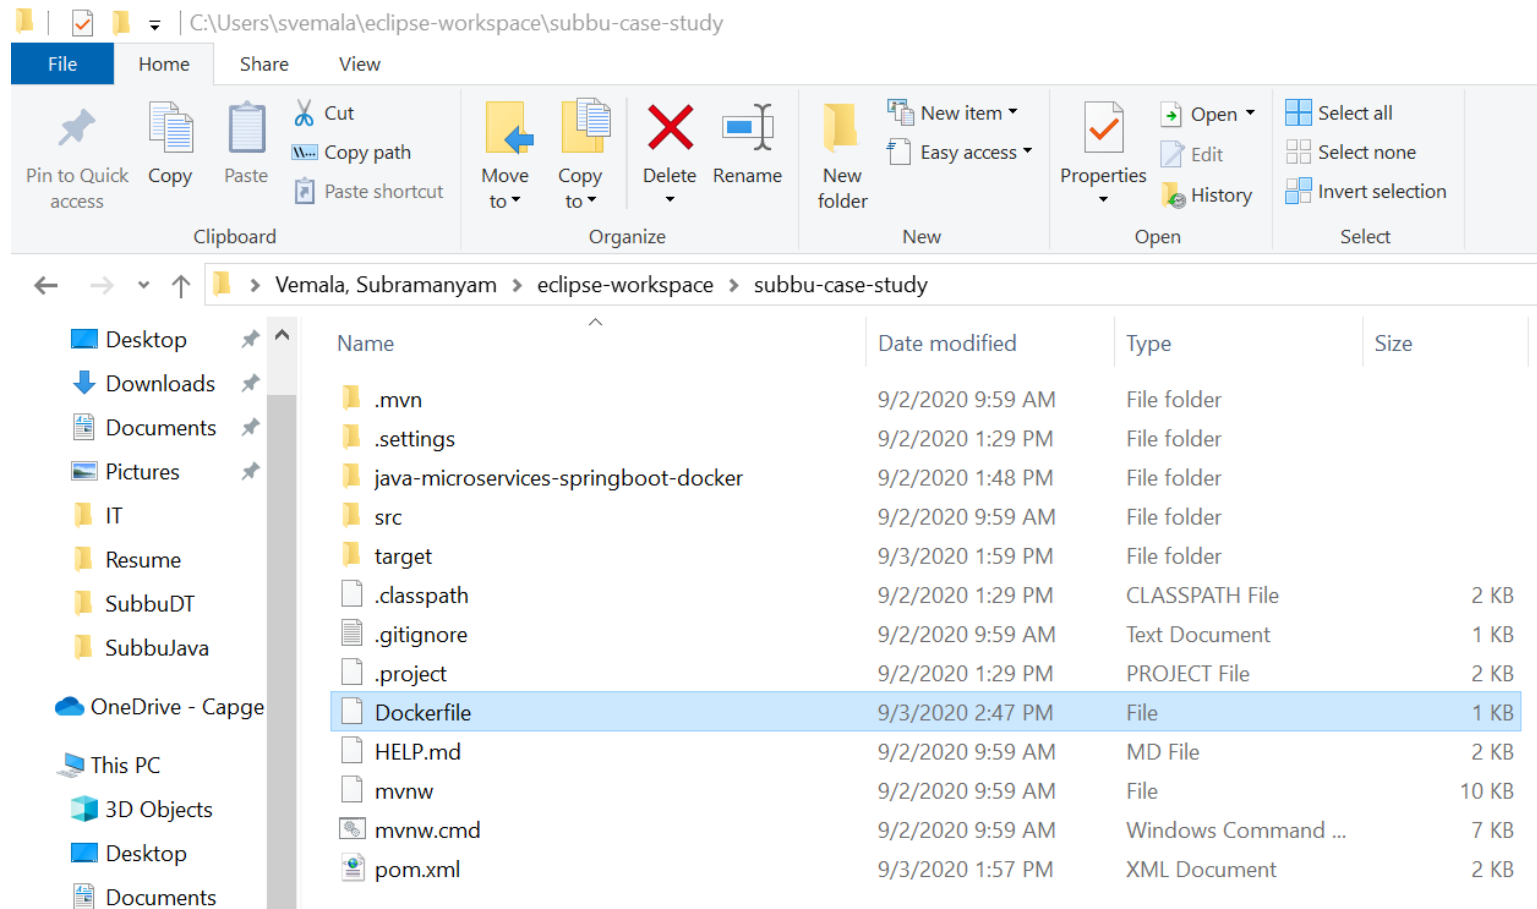 C:\Users\svemala\eclipse-workspace\subbu-case-study
File Home Share View
Pin to Quick access
Copy
Paste
Cut
Copy path
Paste shortcut
Clipboard
Move to
Copy to
Delete
Rename
Organize
New folder
New item
Easy access
New
Properties
Open
Edit
History
Open
Select all
Select none
Invert selection
Select
Vemala, Subramanyam > eclipse-workspace > subbu-case-study
Desktop
Downloads
Documents
Pictures
IT
Resume
SubbuDT
SubbuJava
OneDrive - Capge
This PC
3D Objects
Desktop
Documents
Name Date modified Type Size
.mvn 9/2/2020 9:59 AM File folder
.settings 9/2/2020 1:29 PM File folder
java-microservices-springboot-docker 9/2/2020 1:48 PM File folder
src 9/2/2020 9:59 AM File folder
target 9/3/2020 1:59 PM File folder
.classpath 9/2/2020 1:29 PM CLASSPATH File 2 KB
.gitignore 9/2/2020 9:59 AM Text Document 1 KB
.project 9/2/2020 1:29 PM PROJECT File 2 KB
Dockerfile 9/3/2020 2:47 PM File 1 KB
HELP.md 9/2/2020 9:59 AM MD File 2 KB
mvnw 9/2/2020 9:59 AM File 10 KB
mvnw.cmd 9/2/2020 9:59 AM Windows Command ... 7 KB
pom.xml 9/3/2020 1:57 PM XML Document 2 KB